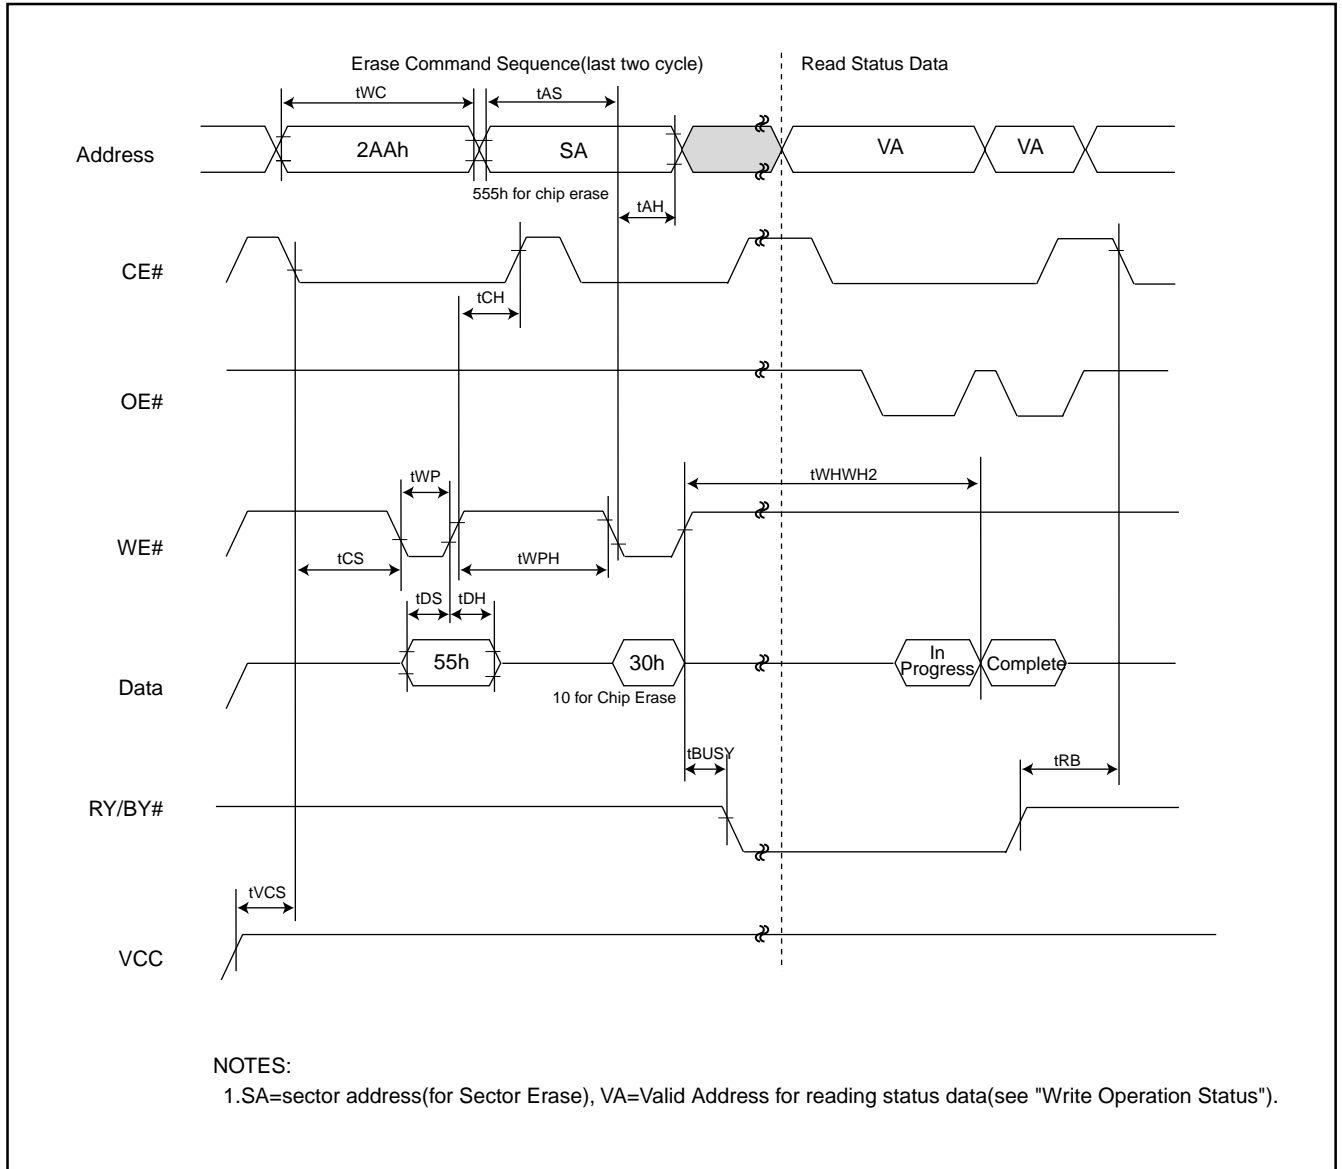 Erase Command Sequence(last two cycle)
Read Status Data
tWC
tAS
Address
2AAh
SA
VA
VA
555h for chip erase
tAH
CE#
tCH
OE#
tWP
tWHWH2
WE#
tCS
tWPH
tDS
tDH
55h
30h
In
Progress
Complete
Data
10 for Chip Erase
tBUSY
tRB
RY/BY#
tVCS
VCC
NOTES:
1.SA=sector address(for Sector Erase), VA=Valid Address for reading status data(see "Write Operation Status").